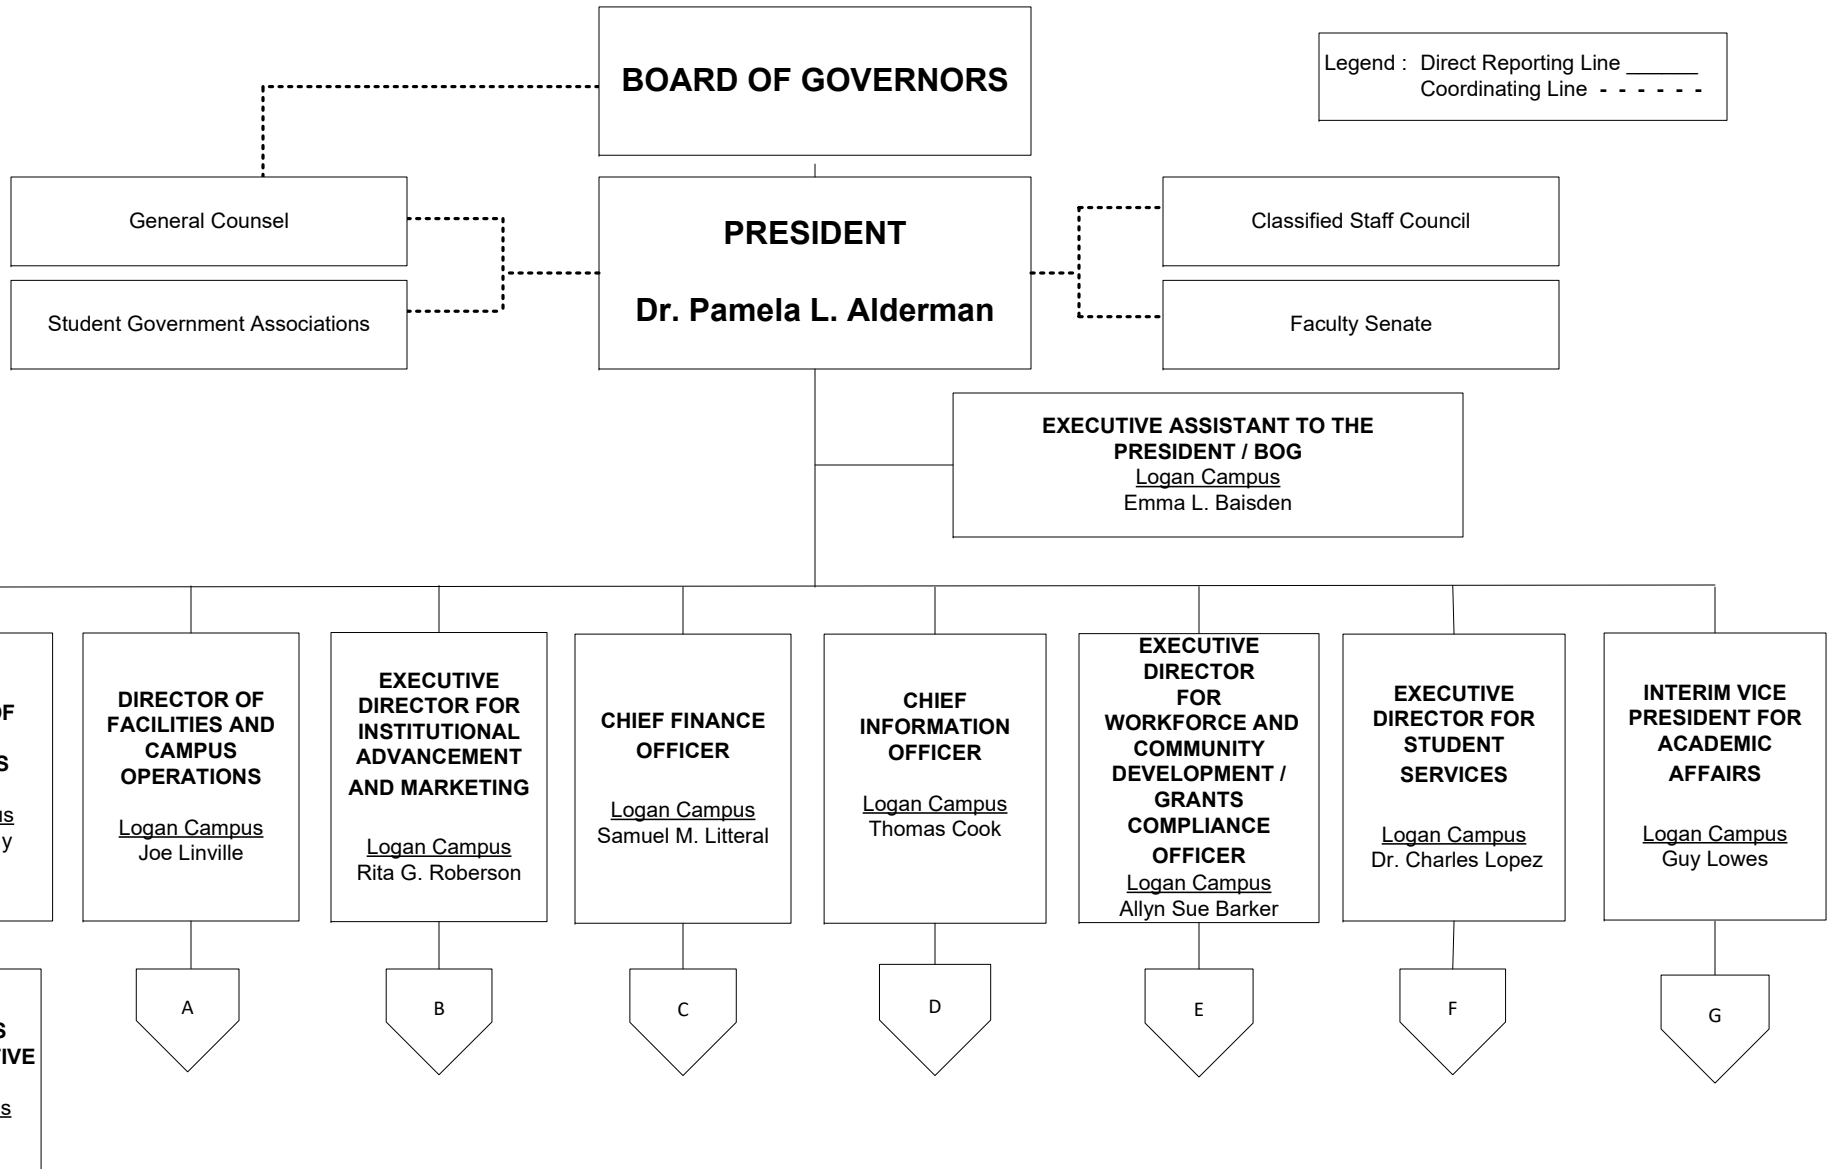 BOARD OF GOVERNORS
Legend : Direct Reporting Line ______
Coordinating Line - - - - - -
General Counsel
Student Government Associations
PRESIDENT
Dr. Pamela L. Alderman
Classified Staff Council
Faculty Senate
EXECUTIVE ASSISTANT TO THE
PRESIDENT / BOG
Logan Campus
Emma L. Baisden
DIRECTOR OF
FACILITIES AND
CAMPUS
OPERATIONS
Logan Campus
Joe Linville
EXECUTIVE
DIRECTOR FOR
INSTITUTIONAL
ADVANCEMENT
AND MARKETING
Logan Campus
Rita G. Roberson
CHIEF FINANCE
OFFICER
Logan Campus
Samuel M. Litteral
CHIEF
INFORMATION
OFFICER
Logan Campus
Thomas Cook
EXECUTIVE
DIRECTOR
FOR
WORKFORCE AND
COMMUNITY
DEVELOPMENT /
GRANTS
COMPLIANCE
OFFICER
Logan Campus
Allyn Sue Barker
EXECUTIVE
DIRECTOR FOR
STUDENT
SERVICES
Logan Campus
Dr. Charles Lopez
INTERIM VICE
PRESIDENT FOR
ACADEMIC
AFFAIRS
Logan Campus
Guy Lowes
A
B
C
D
E
F
G